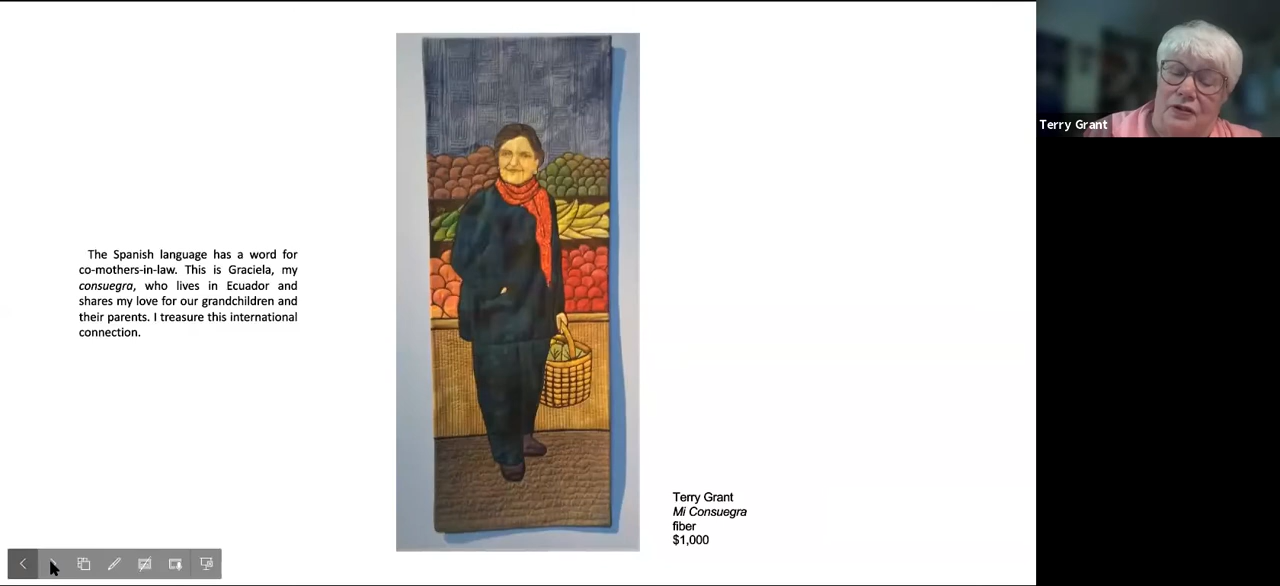 The Spanish language has a word for
co-mothers-in-law. This is Graciela, my
consuegra, who lives in Ecuador and
shares my love for our grandchildren and
their parents. I treasure this international
connection.
Terry Grant
Mi Consuegra
fiber
$1,000
Terry Grant